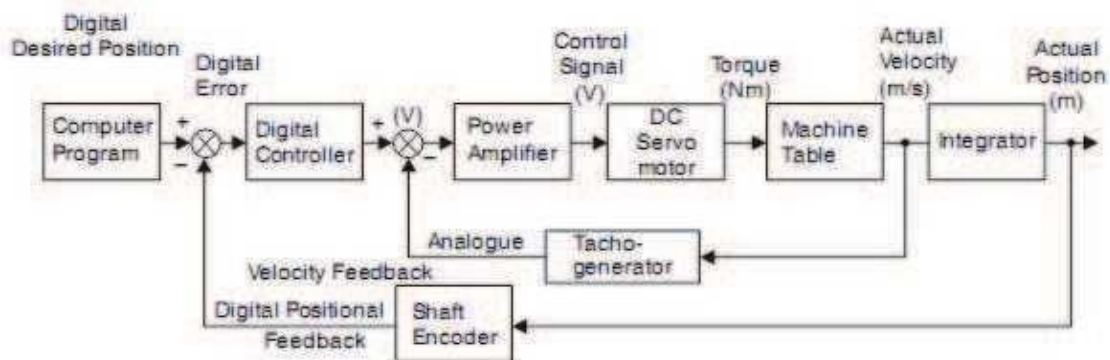 Digital
Desired Position
Digital
Error
Control
Signal
(V)
Torque
(Nm)
Actual
Velocity
(m/s)
Actual
Position
(m)
Computer
Program
+
−
Digital
Controller
+
(V)
−
Power
Amplifier
DC
Servo
motor
Machine
Table
Integrator
Analogue
Tacho-
generator
Velocity Feedback
Digital Positional
Feedback
Shaft
Encoder